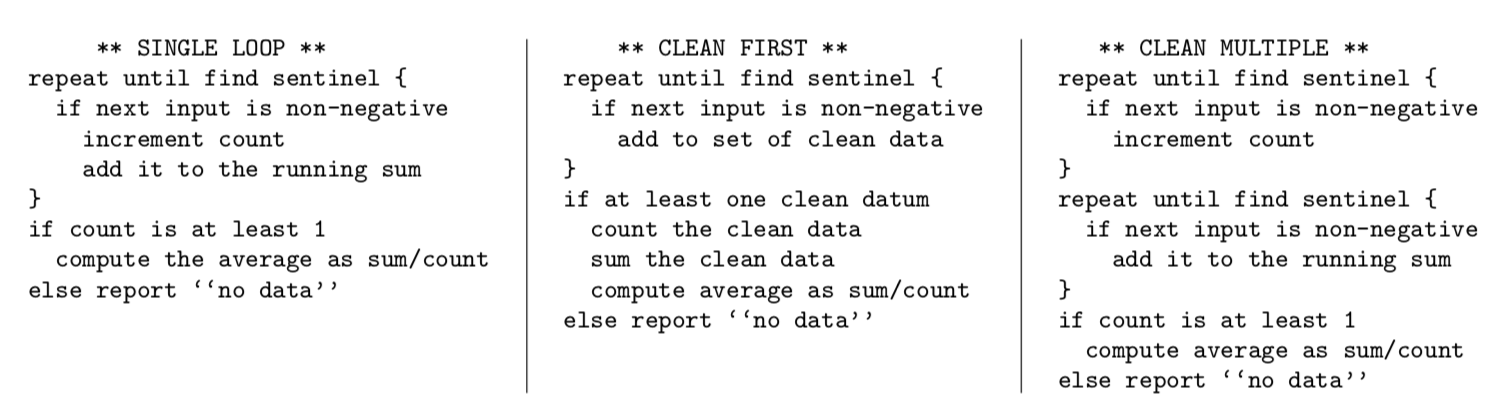 ** SINGLE LOOP **
repeat until find sentinel {
  if next input is non-negative
    increment count
    add it to the running sum
}
if count is at least 1
  compute the average as sum/count
else report ‘‘no data’’
** CLEAN FIRST **
repeat until find sentinel {
  if next input is non-negative
    add to set of clean data
}
if at least one clean datum
  count the clean data
  sum the clean data
  compute average as sum/count
else report ‘‘no data’’
** CLEAN MULTIPLE **
repeat until find sentinel {
  if next input is non-negative
    increment count
}
repeat until find sentinel {
  if next input is non-negative
    add it to the running sum
}
if count is at least 1
  compute average as sum/count
else report ‘‘no data’’